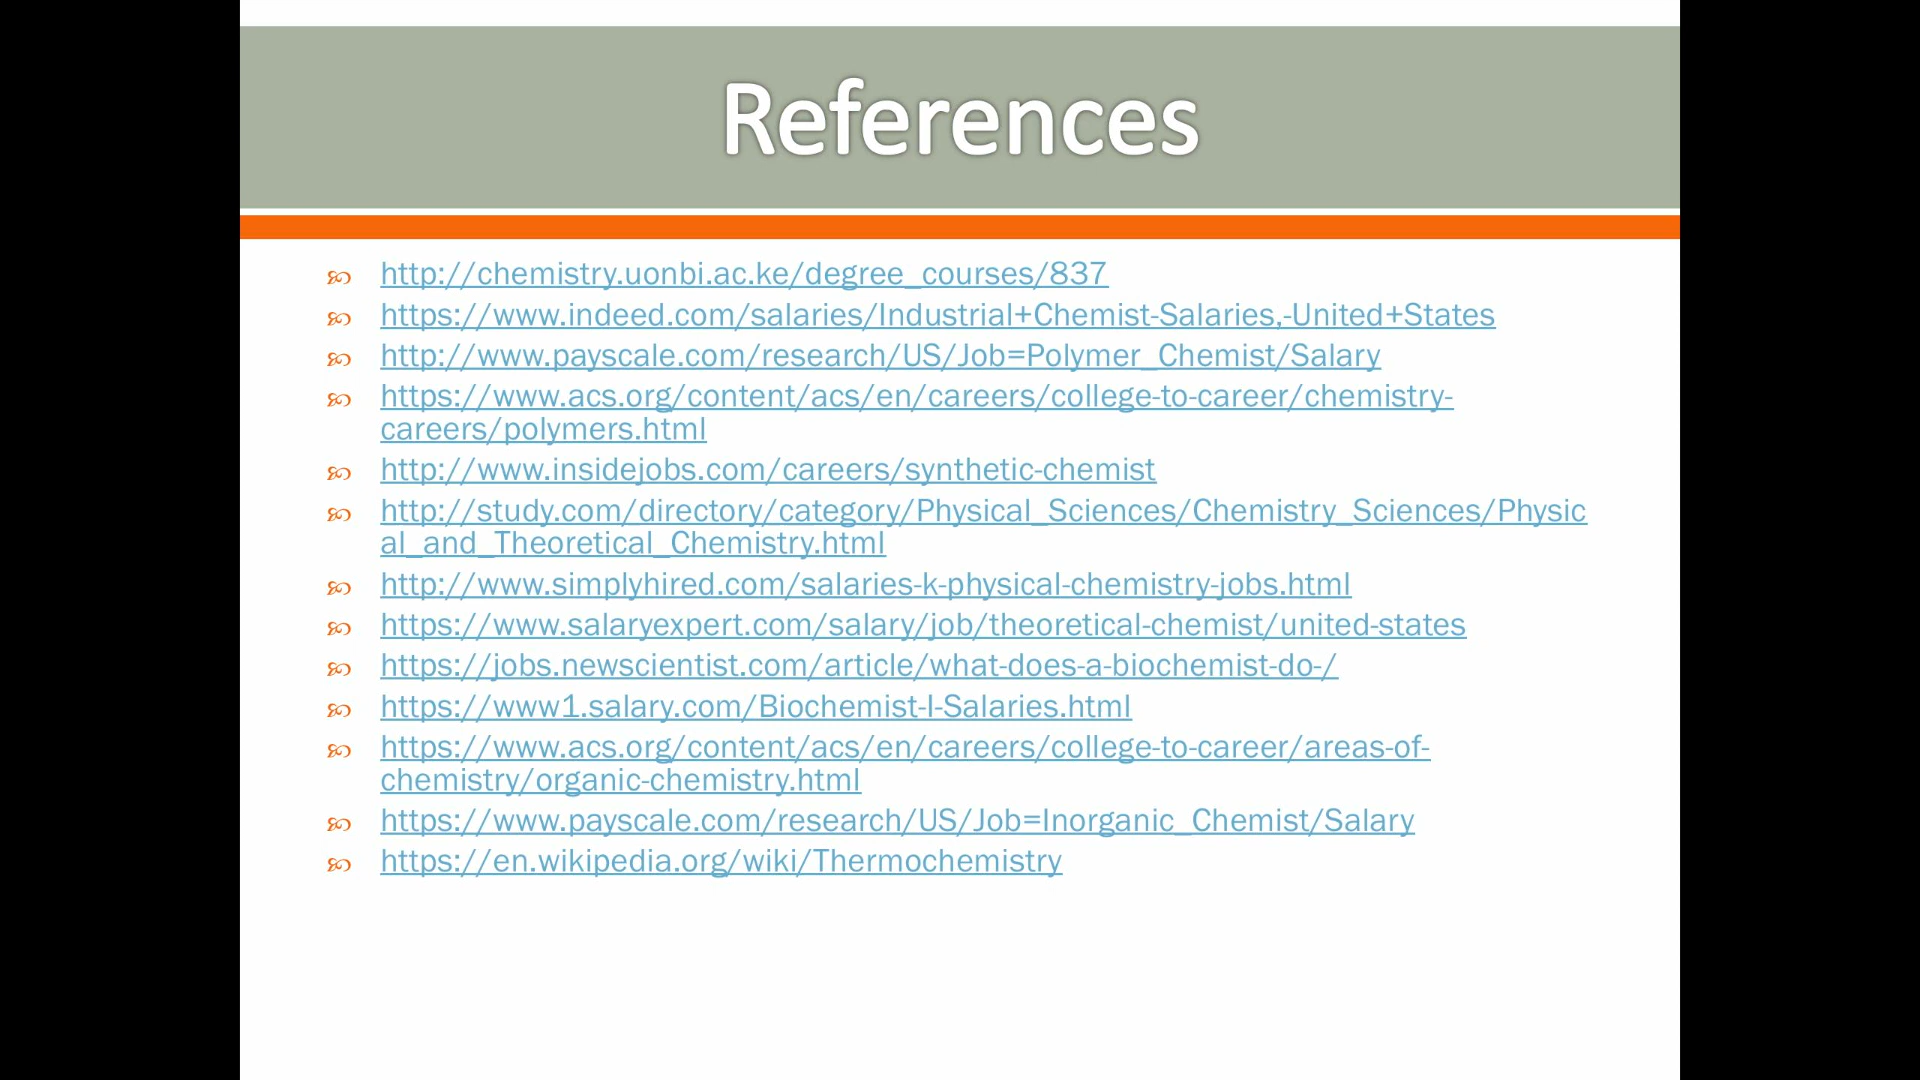 References
http://chemistry.uonbi.ac.ke/degree_courses/837
https://www.indeed.com/salaries/Industrial+Chemist-Salaries,-United+States
http://www.payscale.com/research/US/Job=Polymer_Chemist/Salary
https://www.acs.org/content/acs/en/careers/college-to-career/chemistry-
careers/polymers.html
http://www.insidejobs.com/careers/synthetic-chemist
http://study.com/directory/category/Physical_Sciences/Chemistry_Sciences/Physic
al_and_Theoretical_Chemistry.html
http://www.simplyhired.com/salaries-k-physical-chemistry-jobs.html
https://www.salaryexpert.com/salary/job/theoretical-chemist/united-states
https://jobs.newscientist.com/article/what-does-a-biochemist-do-/
https://www1.salary.com/Biochemist-I-Salaries.html
https://www.acs.org/content/acs/en/careers/college-to-career/areas-of-
chemistry/organic-chemistry.html
https://www.payscale.com/research/US/Job=Inorganic_Chemist/Salary
https://en.wikipedia.org/wiki/Thermochemistry